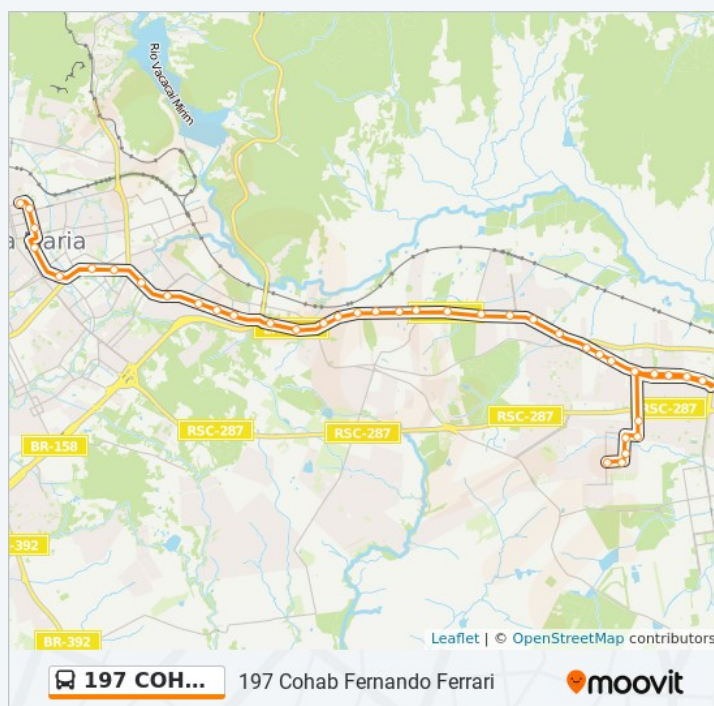 Rio Vacacaí Mirim
a Maria
RSC-287
RSC-287
RSC-287
RSC-287
BR-158
-392
BR-392
Leaflet | © OpenStreetMap contributors
197 COH... 197 Cohab Fernando Ferrari moovit